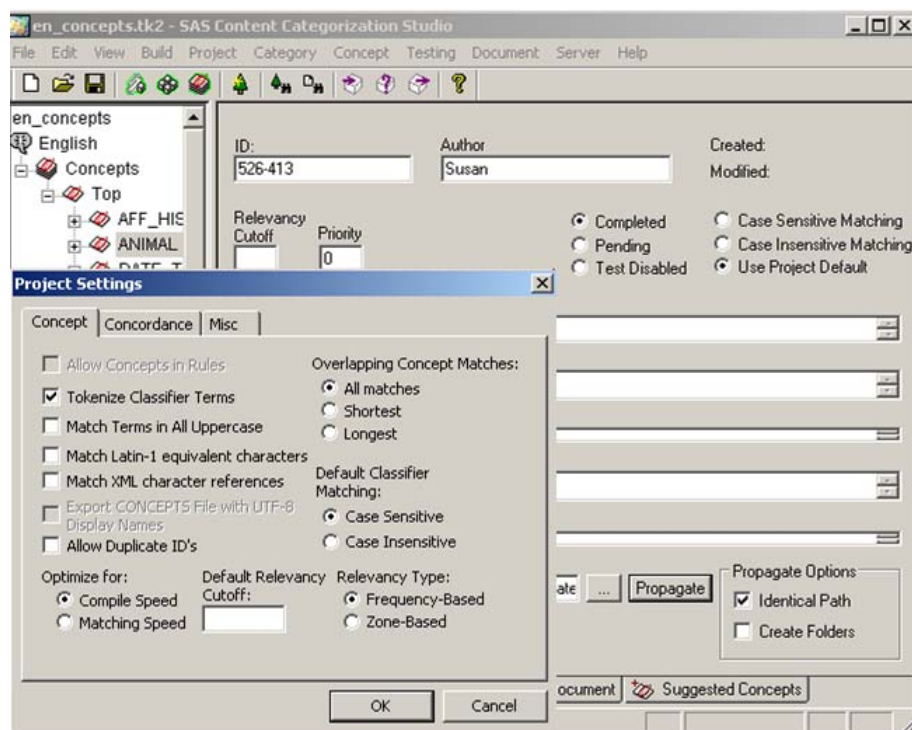 en_concepts.tk2 - SAS Content Categorization Studio
File Edit View Build Project Category Concept Testing Document Server Help
en_concepts
English
Concepts
Top
AFF_HIS
ANIMAL
ID:
526-413
Author
Susan
Created:
Modified:
Relevancy
Cutoff
Priority
0
Completed
Pending
Test Disabled
Case Sensitive Matching
Case Insensitive Matching
Use Project Default
Project Settings
Concept Concordance Misc
Allow Concepts in Rules
Tokenize Classifier Terms
Match Terms in All Uppercase
Match Latin-1 equivalent characters
Match XML character references
Export CONCEPTS File with UTF-8
Display Names
Allow Duplicate ID's
Overlapping Concept Matches:
All matches
Shortest
Longest
Default Classifier
Matching:
Case Sensitive
Case Insensitive
Optimize for:
Compile Speed
Matching Speed
Default Relevancy
Cutoff:
Relevancy Type:
Frequency-Based
Zone-Based
OK Cancel
ate ... Propagate
Propagate Options
Identical Path
Create Folders
ocument Suggested Concepts